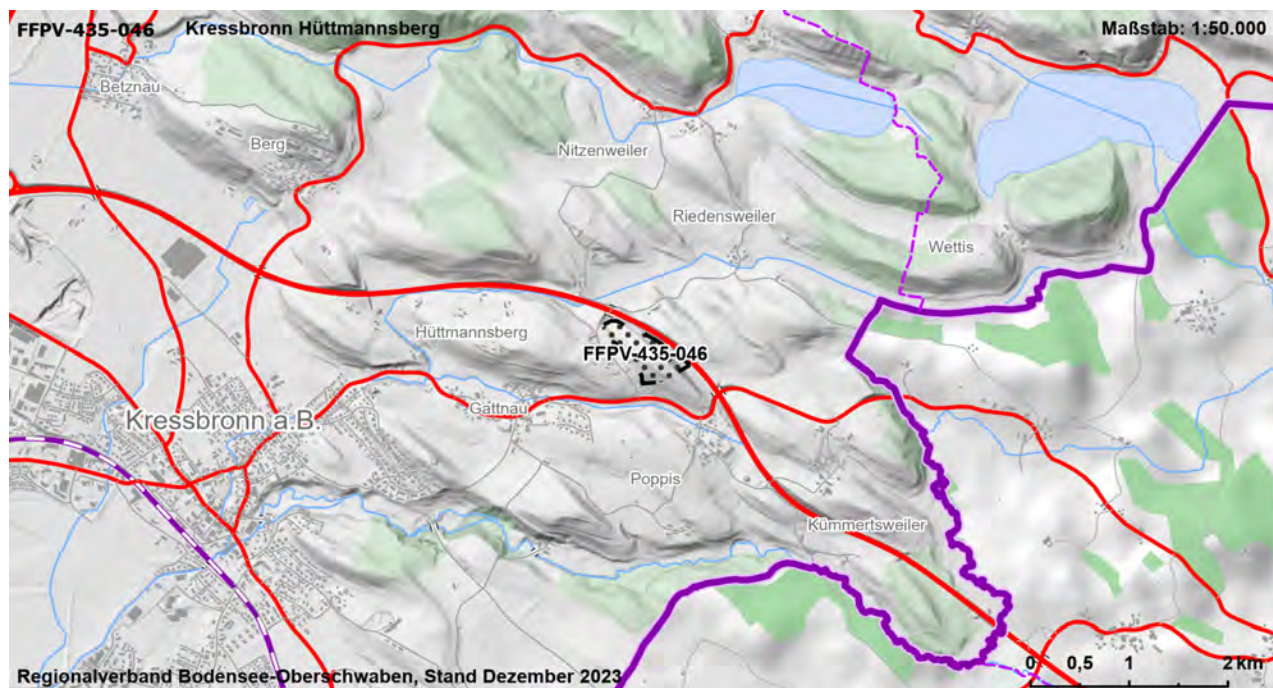 FFPV-435-046 Kressbronn Hüttmannsberg Maßstab: 1:50.000
Betznau
Berg
Nitzenweiler
Riedensweiler
Wettis
Hüttmannsberg
FFPV-435-046
Gattnau
Kressbronn a.B.
Poppis
Kümmertsweiler
0 0,5 1 2 km
Regionalverband Bodensee-Oberschwaben, Stand Dezember 2023